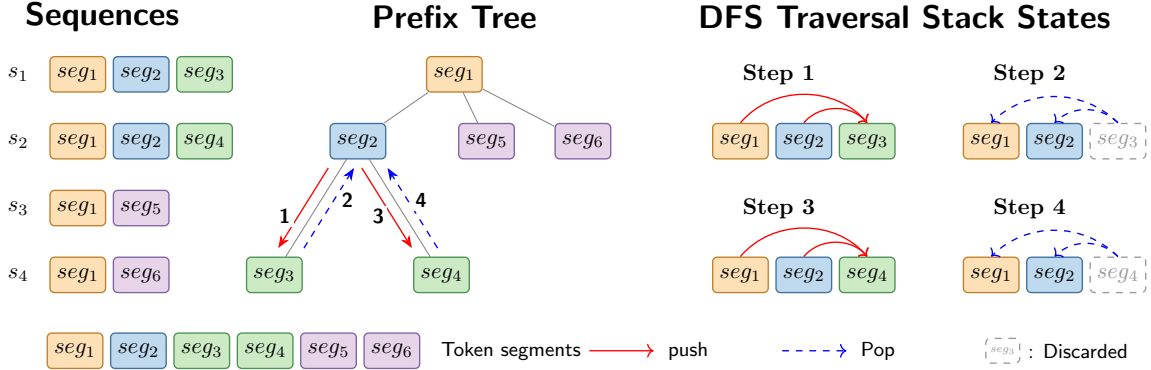 Sequences
Prefix Tree
DFS Traversal Stack States
s1 seg1 seg2 seg3
s2 seg1 seg2 seg4
s3 seg1 seg5
s4 seg1 seg6
seg1
seg2 seg5 seg6
1 2 3 4
seg3 seg4
Step 1
seg1 seg2 seg3
Step 2
seg1 seg2 seg3
Step 3
seg1 seg2 seg4
Step 4
seg1 seg2 seg4
seg1 seg2 seg3 seg4 seg5 seg6 Token segments push Pop seg3 : Discarded